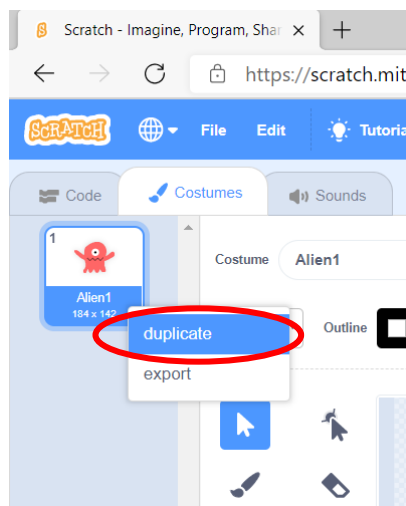 Scratch - Imagine, Program, Shar
https://scratch.mit
SCRATCH File Edit Tutoria
Code Costumes Sounds
1
Costume Alien1
Alien1
184 x 142
Outline
duplicate
export